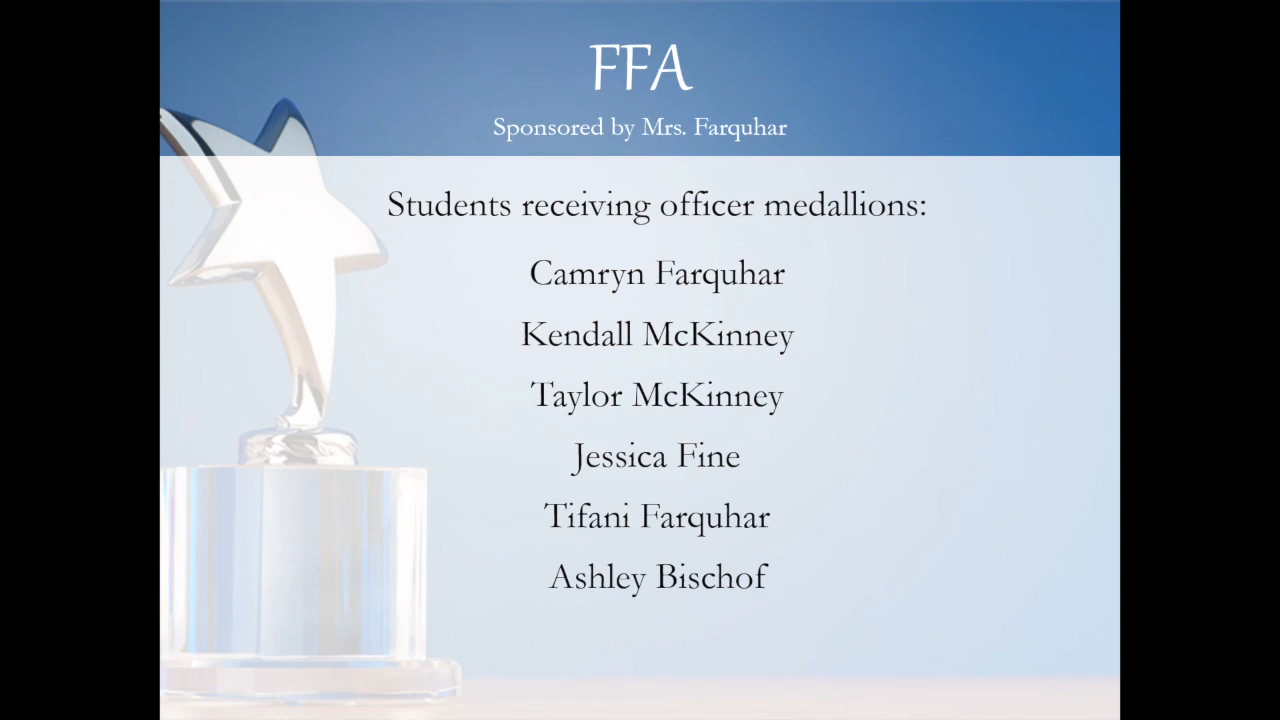 FFA
Sponsored by Mrs. Farquhar
Students receiving officer medallions:
Camryn Farquhar
Kendall McKinney
Taylor McKinney
Jessica Fine
Tifani Farquhar
Ashley Bischof